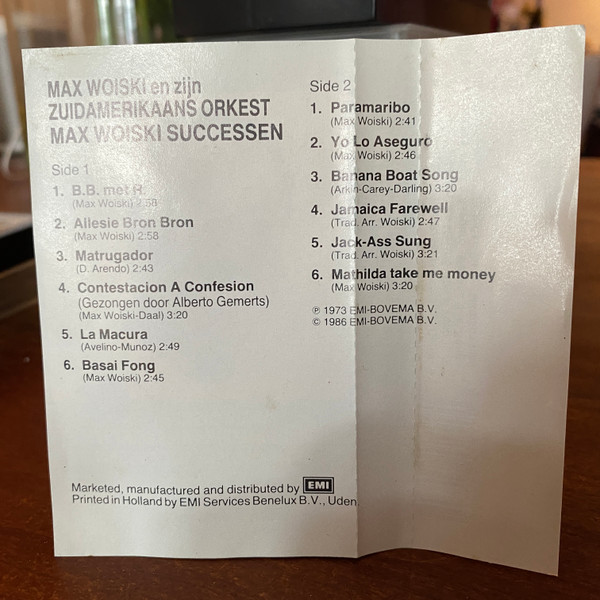 MAX WOISKI en zijn
ZUIDAMERIKAANS ORKEST
MAX WOISKI SUCCESSEN
Side 1
1. B.B. met R.
(Max Woiski) 2:58
2. Allesie Bron Bron
(Max Woiski) 2:58
3. Matrugador
(D. Arendo) 2:43
4. Contestacion A Confesion
(Gezongen door Alberto Gemerts)
(Max Woiski-Daal) 3:20
5. La Macura
(Avelino-Munoz) 2:49
6. Basai Fong
(Max Woiski) 2:45
Side 2
1. Paramaribo
(Max Woiski) 2:41
2. Yo Lo Aseguro
(Max Woiski) 2:46
3. Banana Boat Song
(Arkin-Carey-Darling) 3:20
4. Jamaica Farewell
(Trad. Arr. Woiski) 2:47
5. Jack-Ass Sung
(Trad. Arr. Woiski) 3:21
6. Mathilda take me money
(Max Woiski) 3:20
℗ 1973 EMI-BOVEMA B.V.
© 1986 EMI-BOVEMA B.V.
Marketed, manufactured and distributed by EMI
Printed in Holland by EMI Services Benelux B.V., Uden